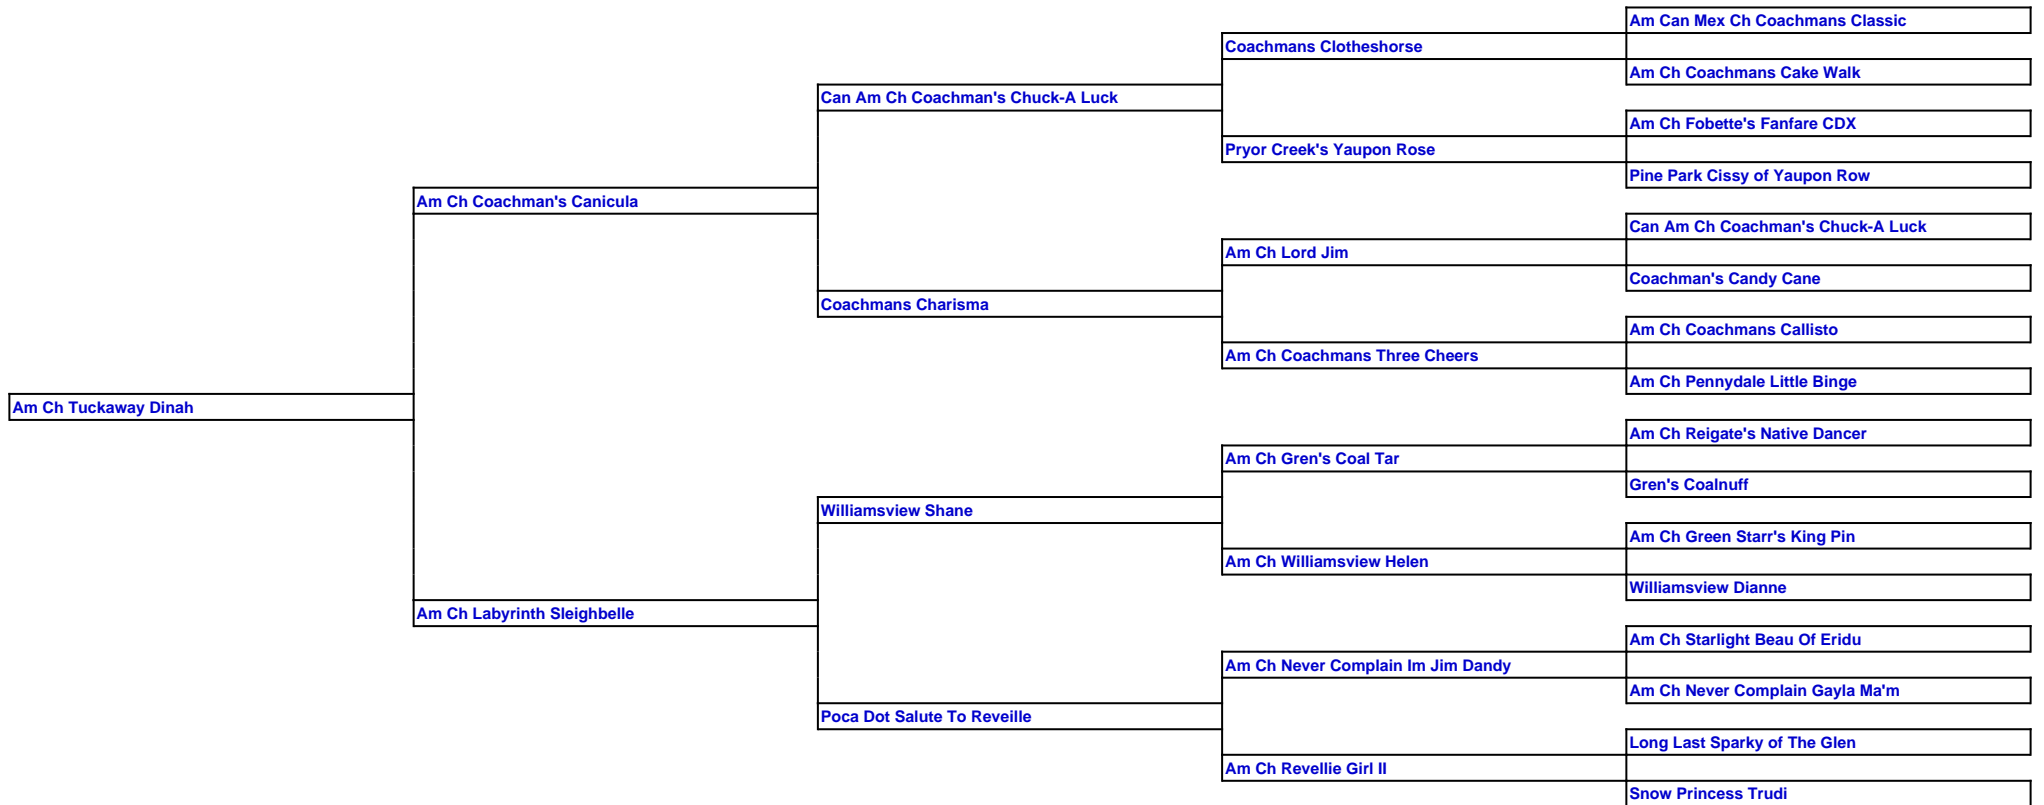 Am Can Mex Ch Coachmans Classic
Coachmans Clotheshorse
Am Ch Coachmans Cake Walk
Can Am Ch Coachman's Chuck-A Luck
Am Ch Fobette's Fanfare CDX
Pryor Creek's Yaupon Rose
Pine Park Cissy of Yaupon Row
Am Ch Coachman's Canicula
Can Am Ch Coachman's Chuck-A Luck
Am Ch Lord Jim
Coachman's Candy Cane
Coachmans Charisma
Am Ch Coachmans Callisto
Am Ch Coachmans Three Cheers
Am Ch Pennydale Little Binge
Am Ch Tuckaway Dinah
Am Ch Reigate's Native Dancer
Am Ch Gren's Coal Tar
Gren's Coalnuff
Williamsview Shane
Am Ch Green Starr's King Pin
Am Ch Williamsview Helen
Williamsview Dianne
Am Ch Labyrinth Sleighbelle
Am Ch Starlight Beau Of Eridu
Am Ch Never Complain Im Jim Dandy
Am Ch Never Complain Gayla Ma'm
Poca Dot Salute To Reveille
Long Last Sparky of The Glen
Am Ch Revellie Girl II
Snow Princess Trudi